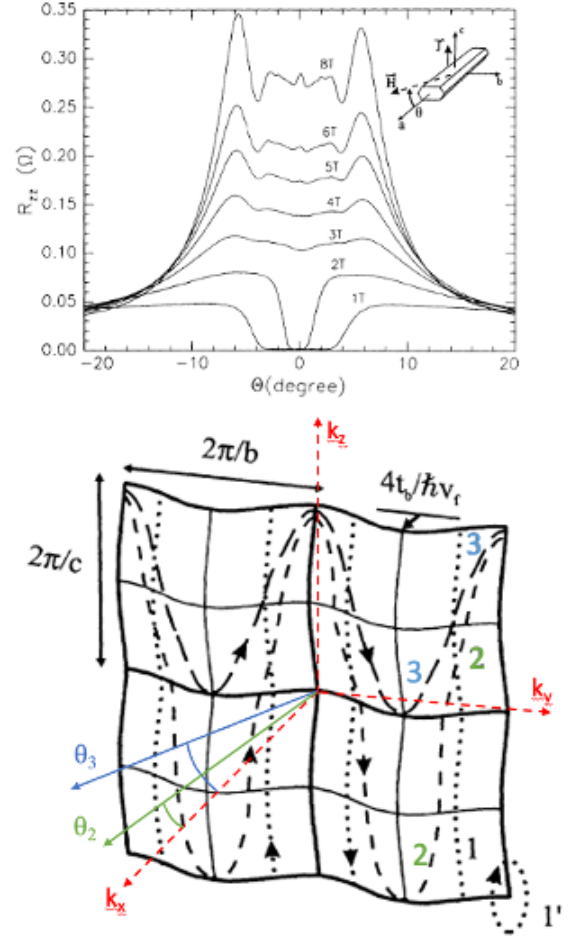 0.35
0.30
0.25
0.20
0.15
0.10
0.05
0.00
R_zz (Ω)
8T
6T
5T
4T
3T
2T
1T
-20
-10
0
10
20
Θ(degree)
c
b
a
H
θ
k_z
2π/b
4t_b/ħv_f
2π/c
3
3
2
k_y
θ_3
θ_2
2
1
1'
k_x